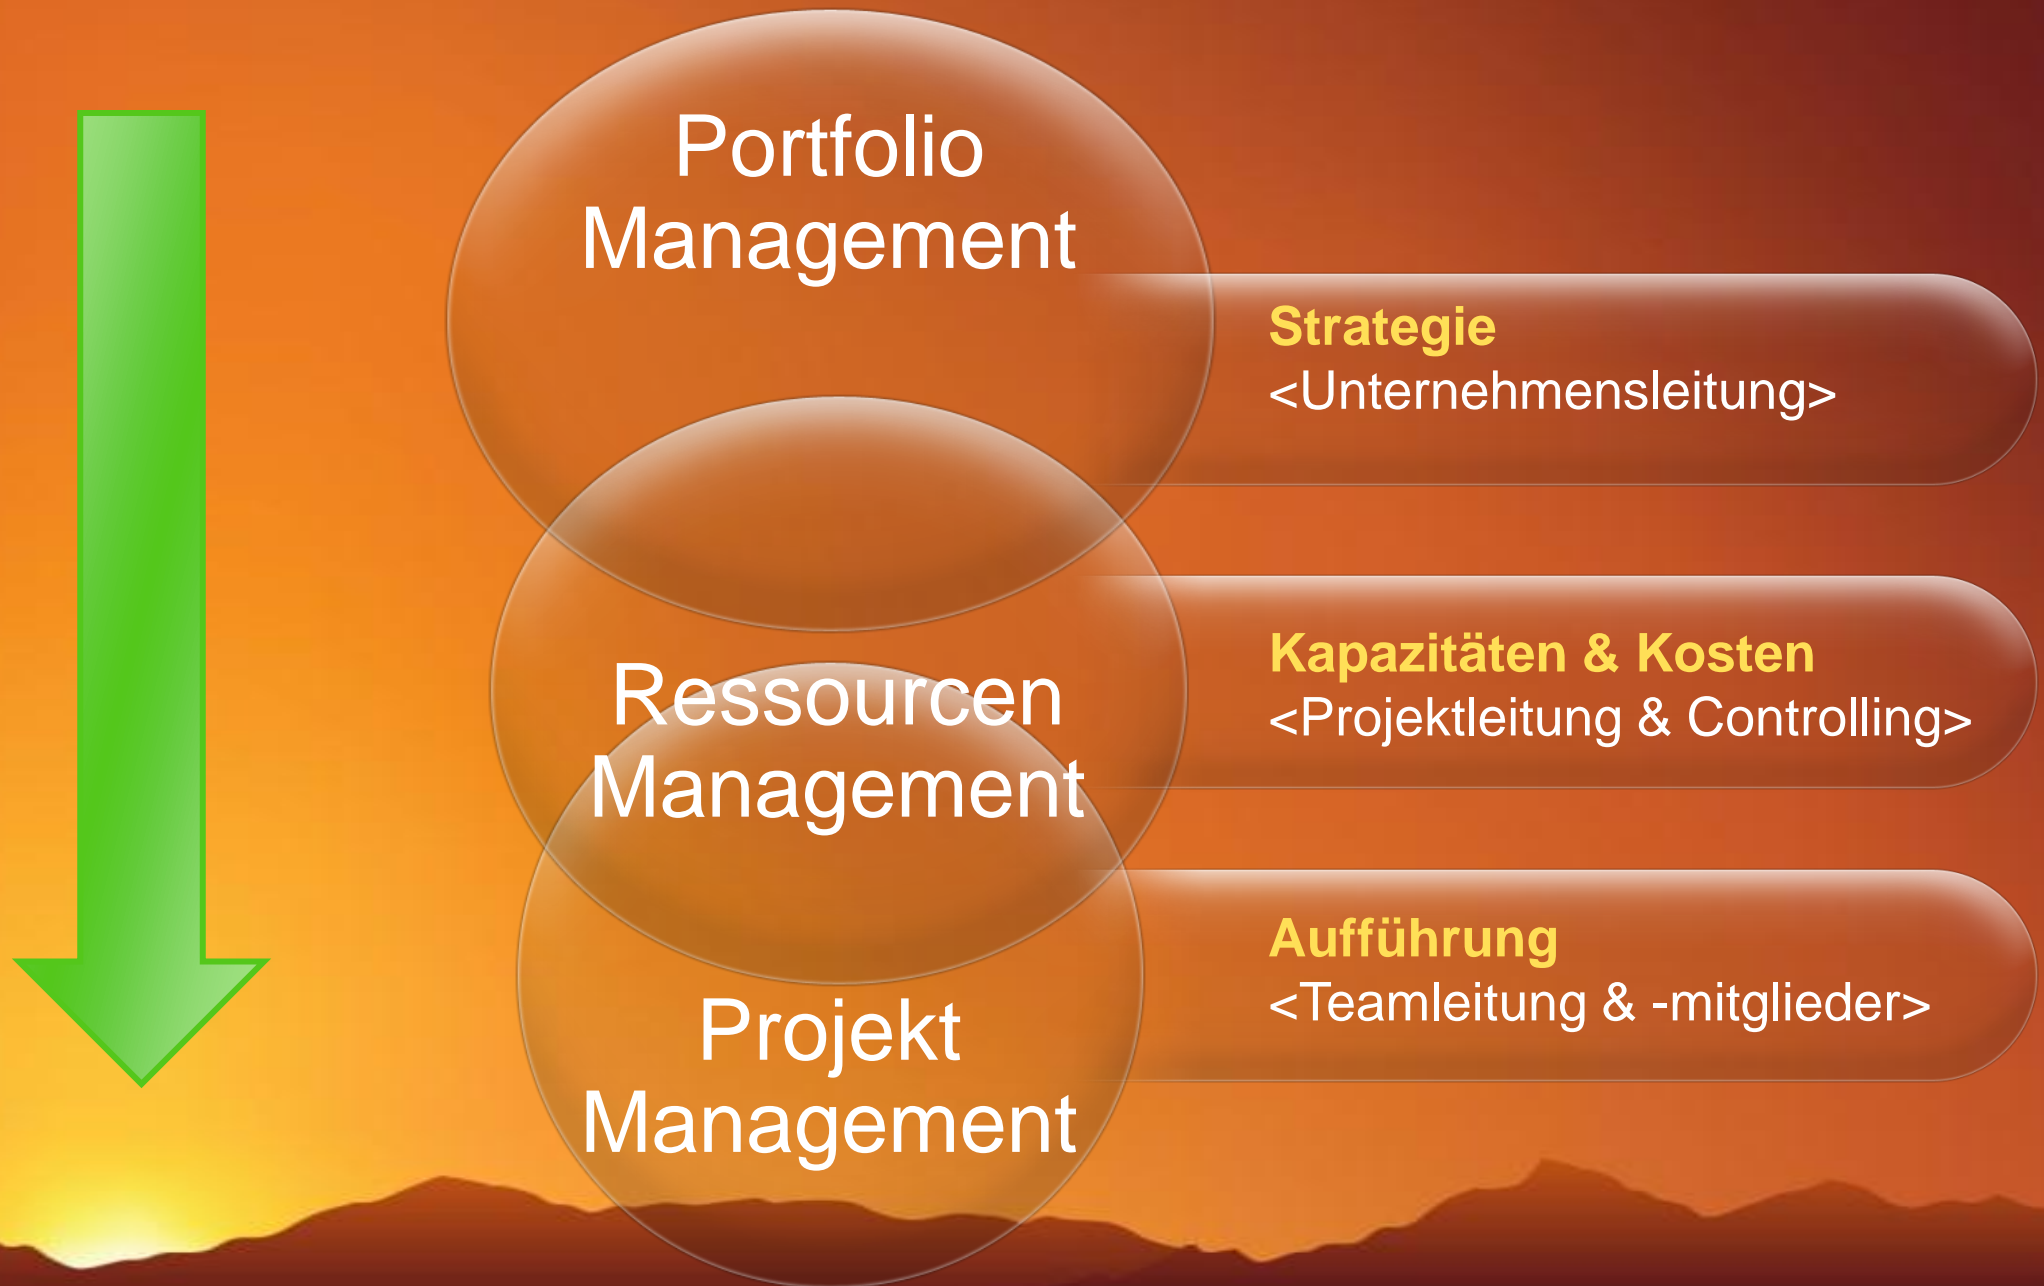 Portfolio
Management
Strategie
<Unternehmensleitung>
Ressourcen
Management
Kapazitäten & Kosten
<Projektleitung & Controlling>
Projekt
Management
Aufführung
<Teamleitung & -mitglieder>